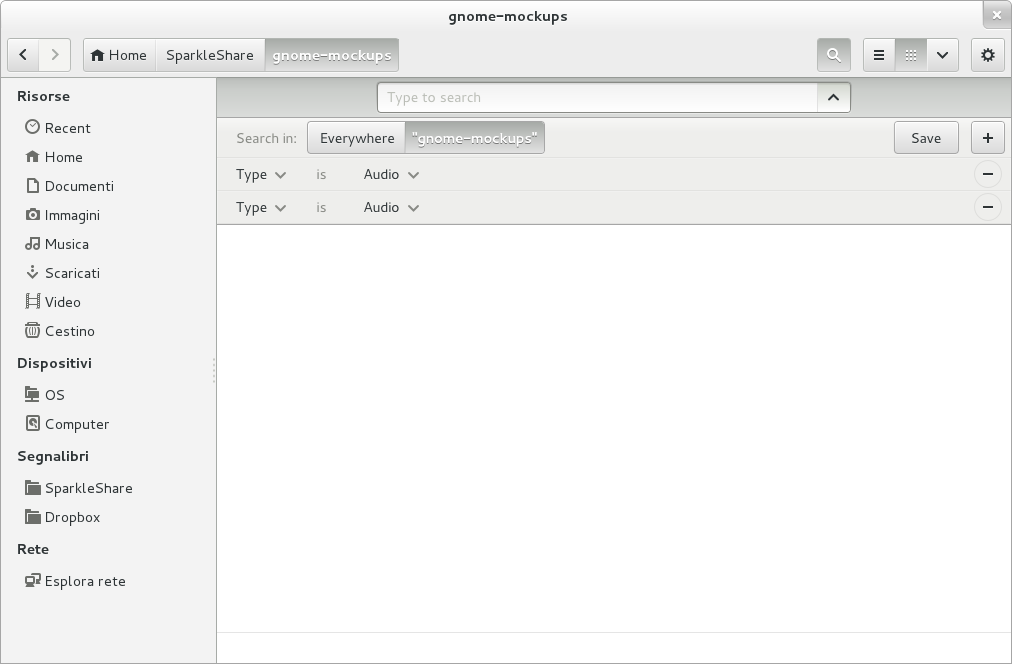 gnome-mockups
Home SparkleShare gnome-mockups
Risorse
Recent
Home
Documenti
Immagini
Musica
Scaricati
Video
Cestino
Dispositivi
OS
Computer
Segnalibri
SparkleShare
Dropbox
Rete
Esplora rete
Type to search
Search in: Everywhere "gnome-mockups" Save
Type is Audio
Type is Audio